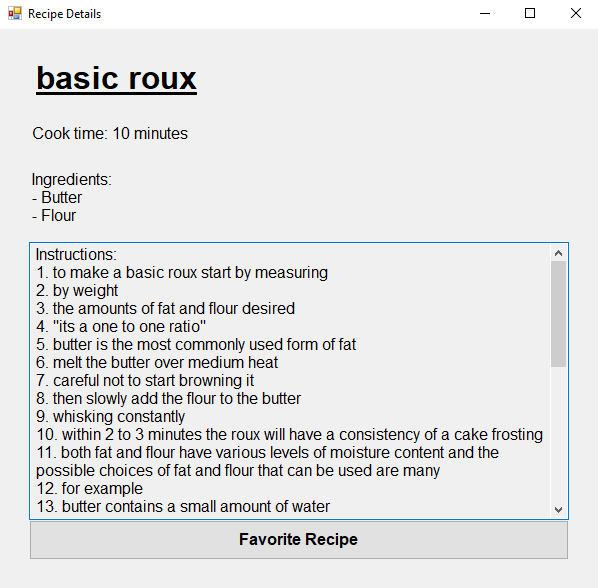 Recipe Details
basic roux
Cook time: 10 minutes
Ingredients:
- Butter
- Flour
Instructions:
1. to make a basic roux start by measuring
2. by weight
3. the amounts of fat and flour desired
4. "its a one to one ratio"
5. butter is the most commonly used form of fat
6. melt the butter over medium heat
7. careful not to start browning it
8. then slowly add the flour to the butter
9. whisking constantly
10. within 2 to 3 minutes the roux will have a consistency of a cake frosting
11. both fat and flour have various levels of moisture content and the
possible choices of fat and flour that can be used are many
12. for example
13. butter contains a small amount of water
Favorite Recipe